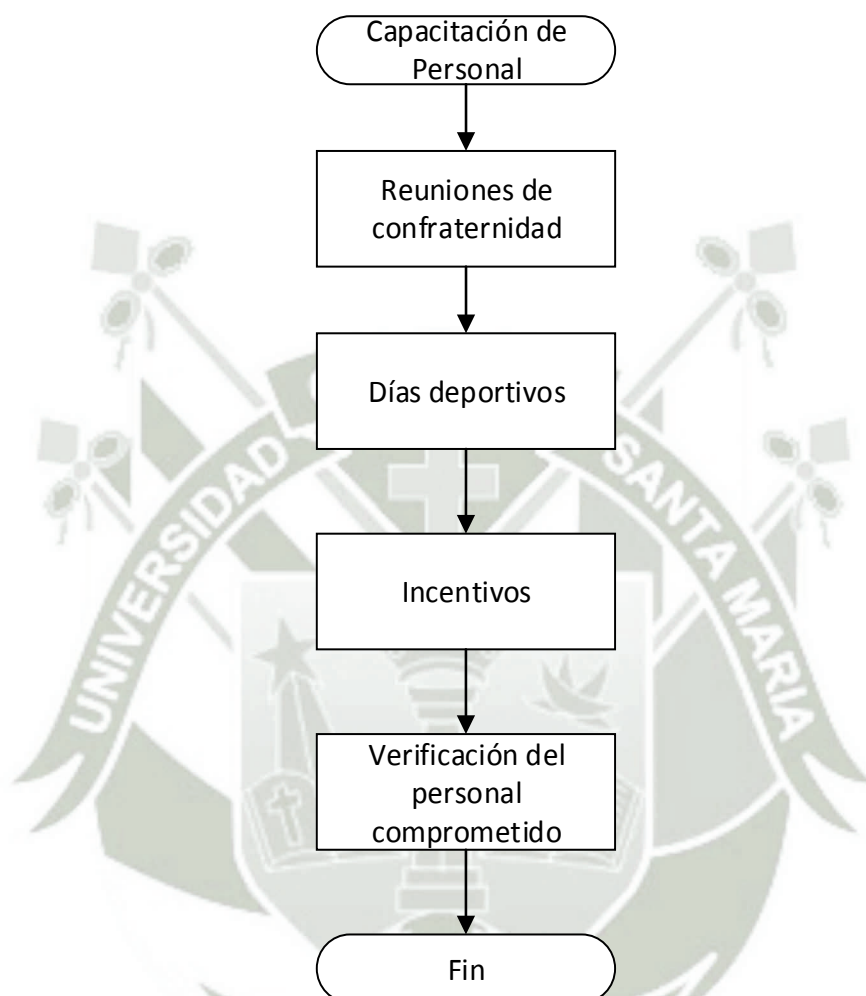 Capacitación de
Personal
Reuniones de
confraternidad
Días deportivos
Incentivos
Verificación del
personal
comprometido
Fin
UNIVERSIDAD
SANTA MARIA